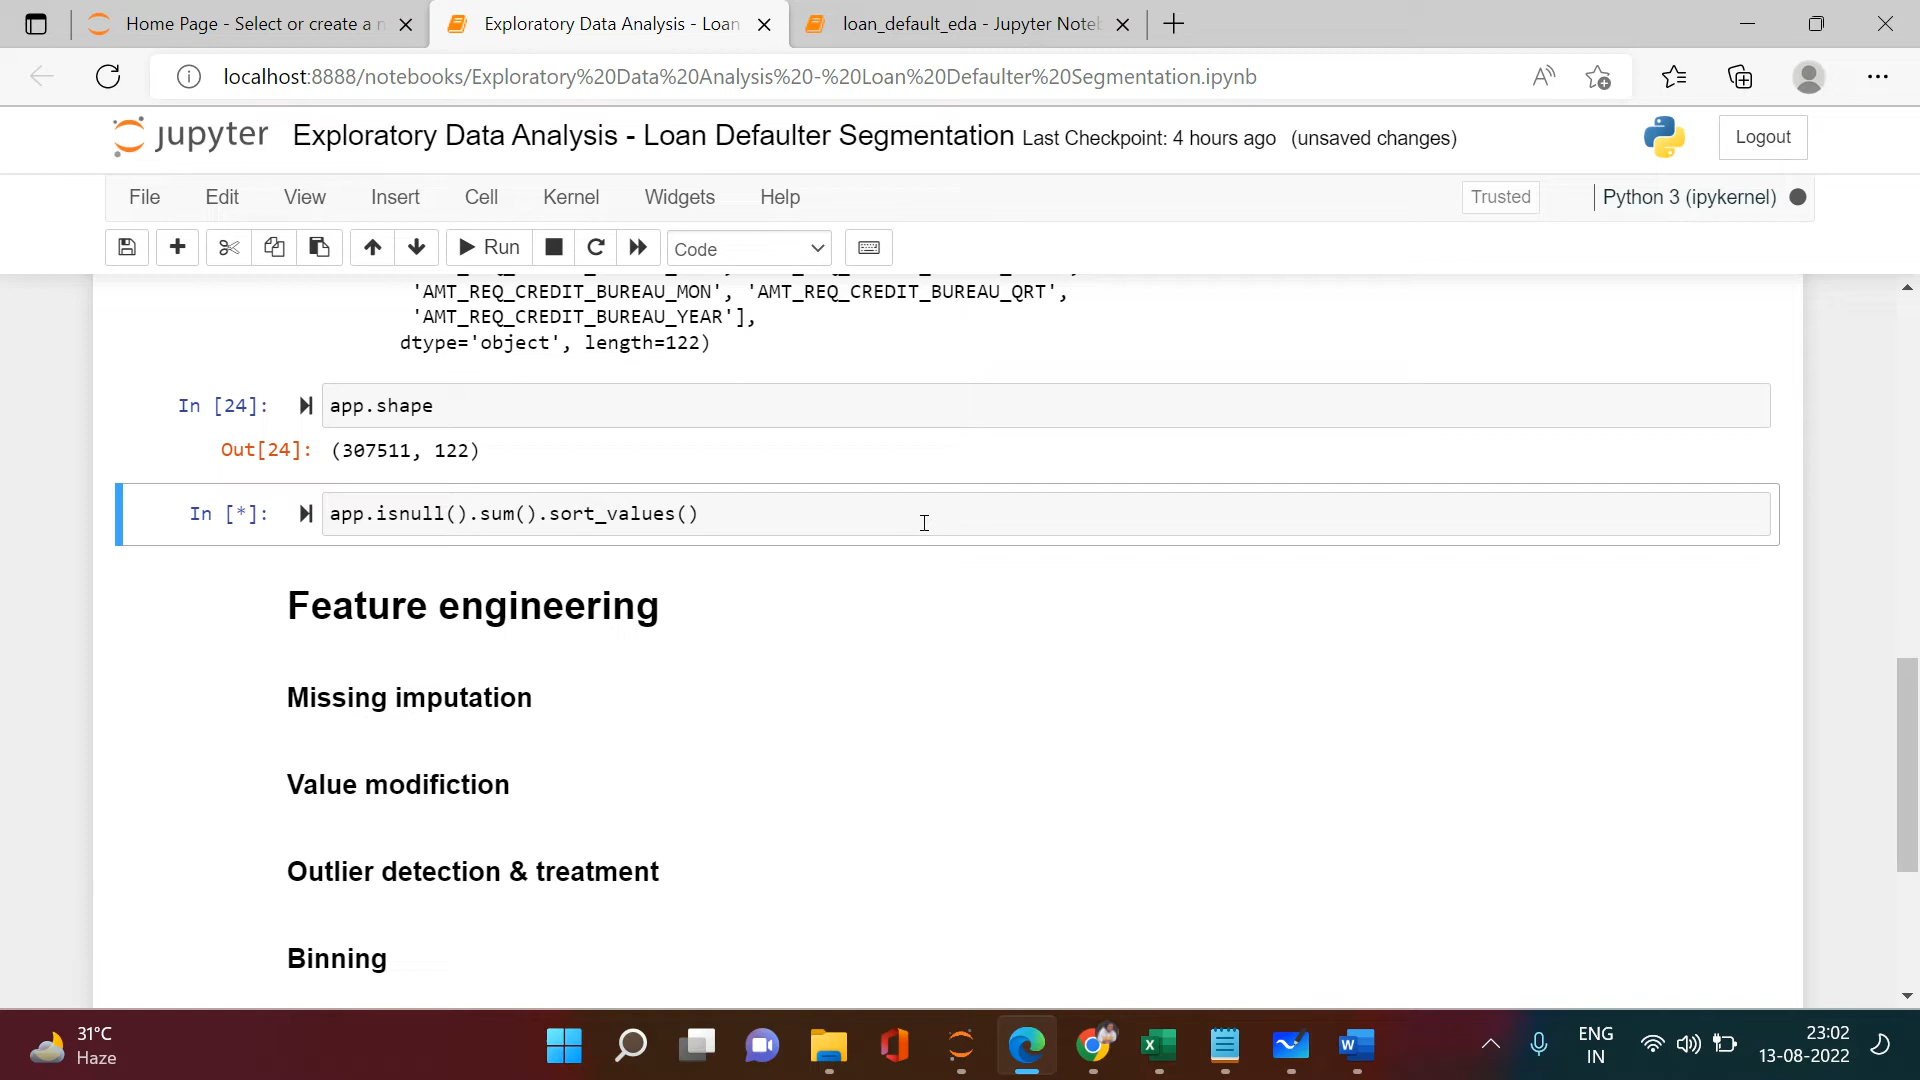 Home Page - Select or create a n
Exploratory Data Analysis - Loan
loan_default_eda - Jupyter Noteb
localhost:8888/notebooks/Exploratory%20Data%20Analysis%20-%20Loan%20Defaulter%20Segmentation.ipynb
jupyter Exploratory Data Analysis - Loan Defaulter Segmentation Last Checkpoint: 4 hours ago (unsaved changes)
Logout
File Edit View Insert Cell Kernel Widgets Help
Trusted
Python 3 (ipykernel)
Run
Code
'AMT_REQ_CREDIT_BUREAU_MON', 'AMT_REQ_CREDIT_BUREAU_QRT',
'AMT_REQ_CREDIT_BUREAU_YEAR'],
dtype='object', length=122)
In [24]: app.shape
Out[24]: (307511, 122)
In [*]: app.isnull().sum().sort_values()
Feature engineering
Missing imputation
Value modifiction
Outlier detection & treatment
Binning
31°C
Haze
ENG
IN
23:02
13-08-2022